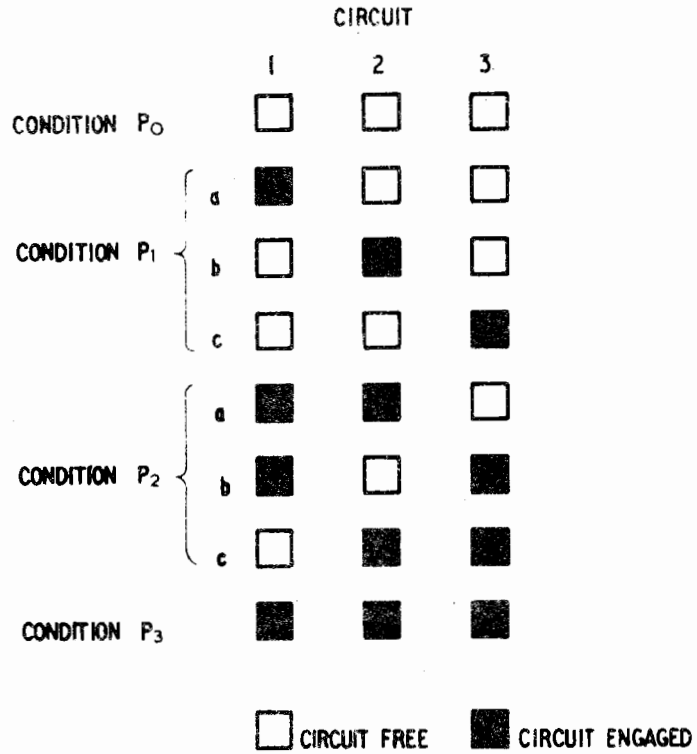 CIRCUIT
1 2 3
CONDITION P₀
a
CONDITION P₁
b
c
a
CONDITION P₂
b
c
CONDITION P₃
CIRCUIT FREE CIRCUIT ENGAGED